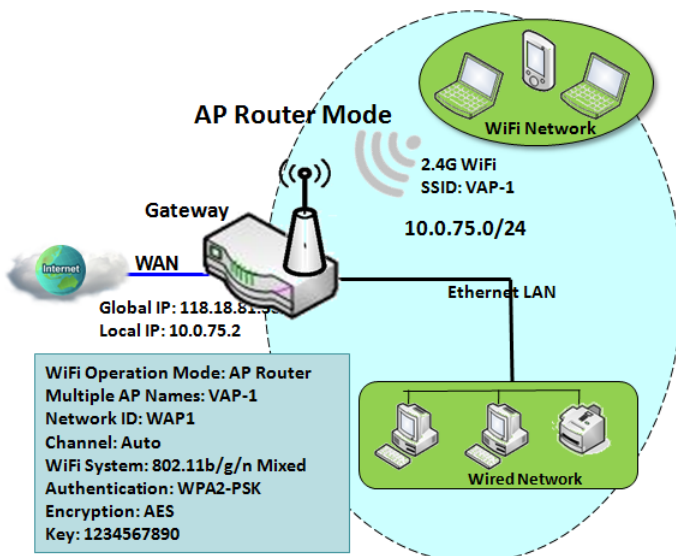 AP Router Mode
WiFi Network
2.4G WiFi
SSID: VAP-1
Gateway
10.0.75.0/24
Internet
WAN
Ethernet LAN
Global IP:
Local IP: 10.0.75.2
WiFi Operation Mode: AP Router
Multiple AP Names: VAP-1
Network ID: WAP1
Channel: Auto
WiFi System: 802.11b/g/n Mixed
Authentication: WPA2-PSK
Encryption: AES
Key: 1234567890
Wired Network